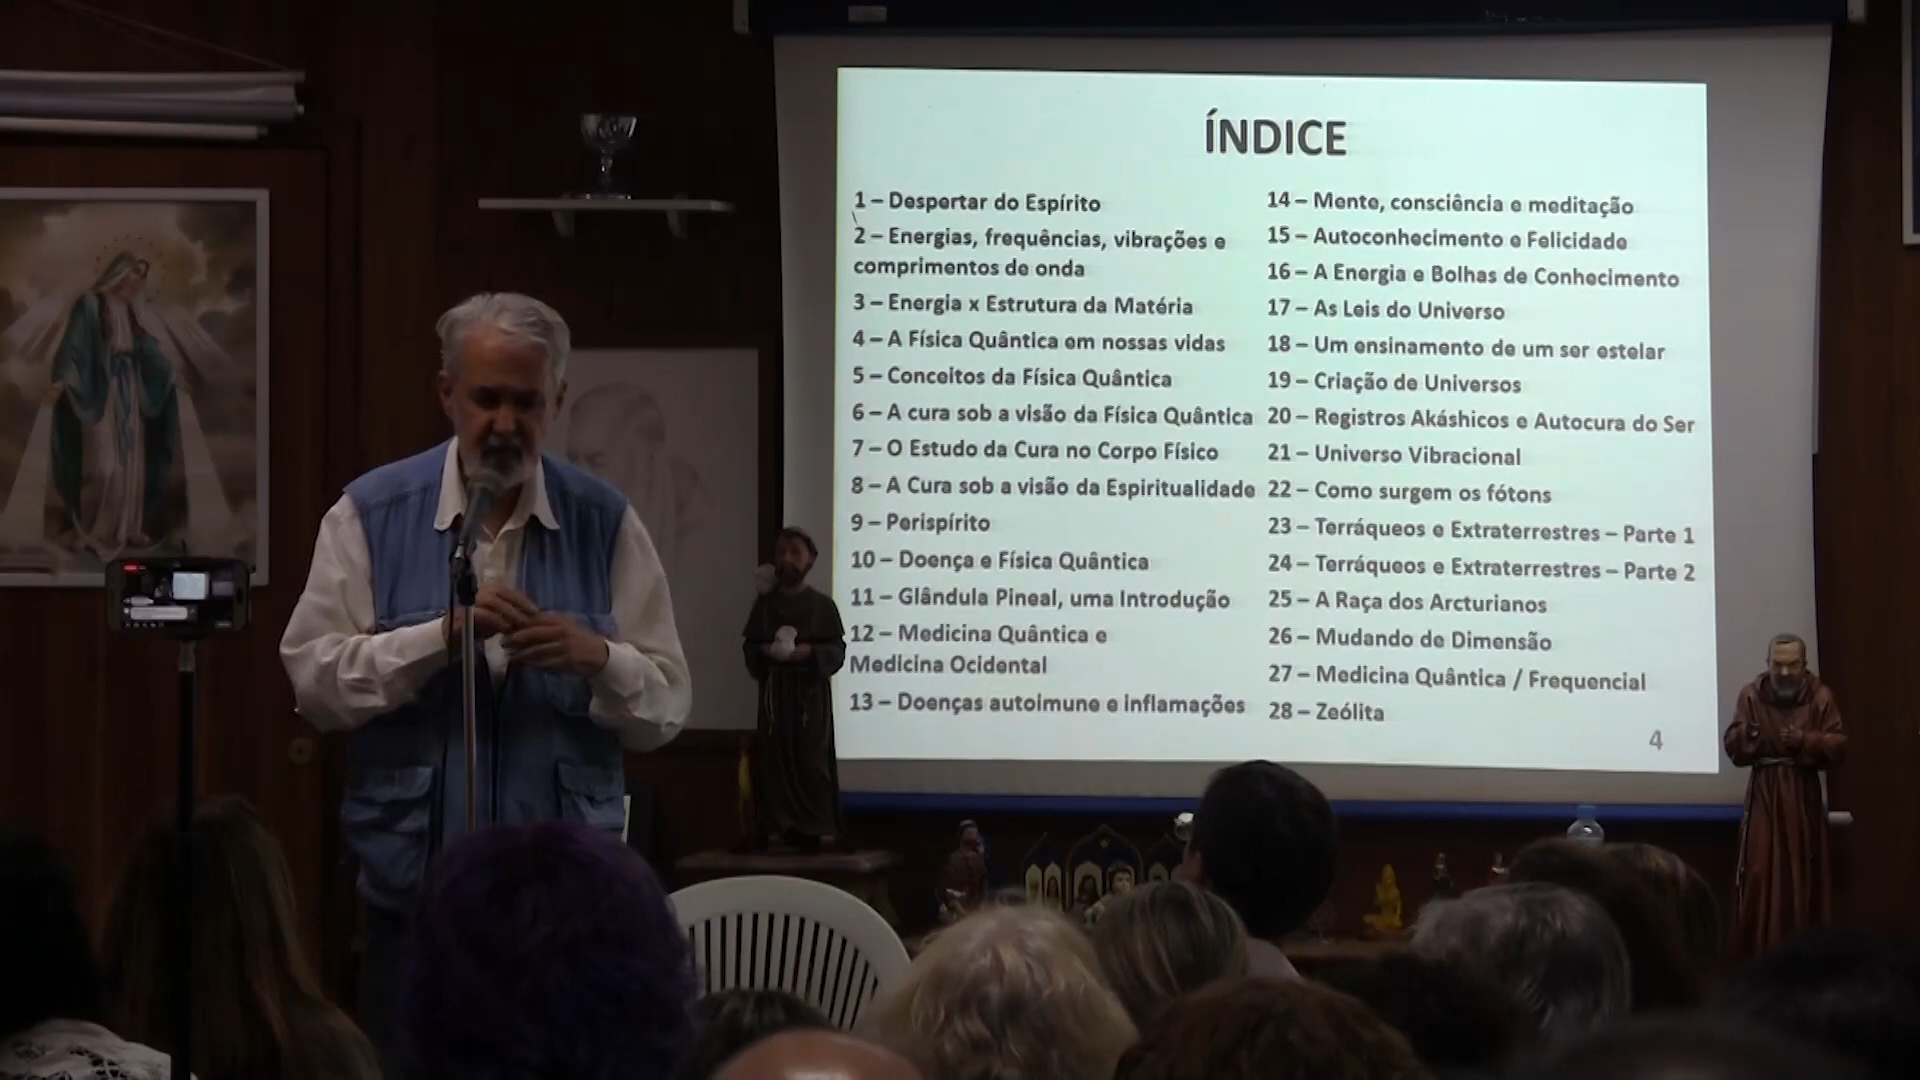 ÍNDICE
1 – Despertar do Espírito
2 – Energias, frequências, vibrações e
comprimentos de onda
3 – Energia x Estrutura da Matéria
4 – A Física Quântica em nossas vidas
5 – Conceitos da Física Quântica
6 – A cura sob a visão da Física Quântica
7 – O Estudo da Cura no Corpo Físico
8 – A Cura sob a visão da Espiritualidade
9 – Perispírito
10 – Doença e Física Quântica
11 – Glândula Pineal, uma Introdução
12 – Medicina Quântica e
Medicina Ocidental
13 – Doenças autoimune e inflamações
14 – Mente, consciência e meditação
15 – Autoconhecimento e Felicidade
16 – A Energia e Bolhas de Conhecimento
17 – As Leis do Universo
18 – Um ensinamento de um ser estelar
19 – Criação de Universos
20 – Registros Akáshicos e Autocura do Ser
21 – Universo Vibracional
22 – Como surgem os fótons
23 – Terráqueos e Extraterrestres – Parte 1
24 – Terráqueos e Extraterrestres – Parte 2
25 – A Raça dos Arcturianos
26 – Mudando de Dimensão
27 – Medicina Quântica / Frequencial
28 – Zeólita
4